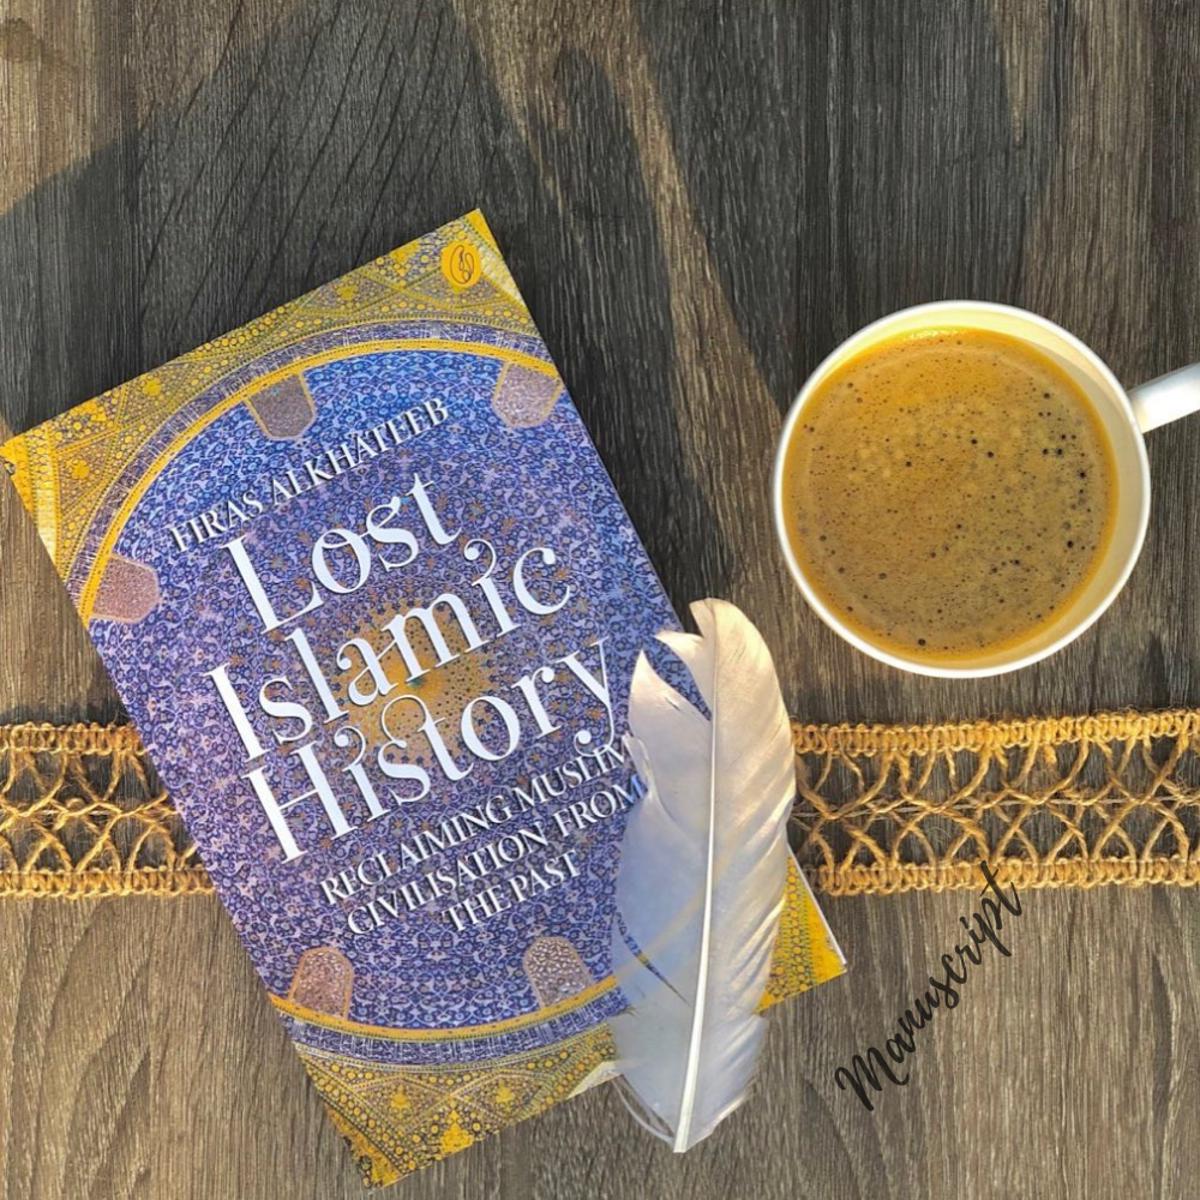 FIRAS ALKHATEEB
Lost
Islamic
History
RECLAIMING MUSLIM
CIVILISATION FROM
THE PAST
Manuscript